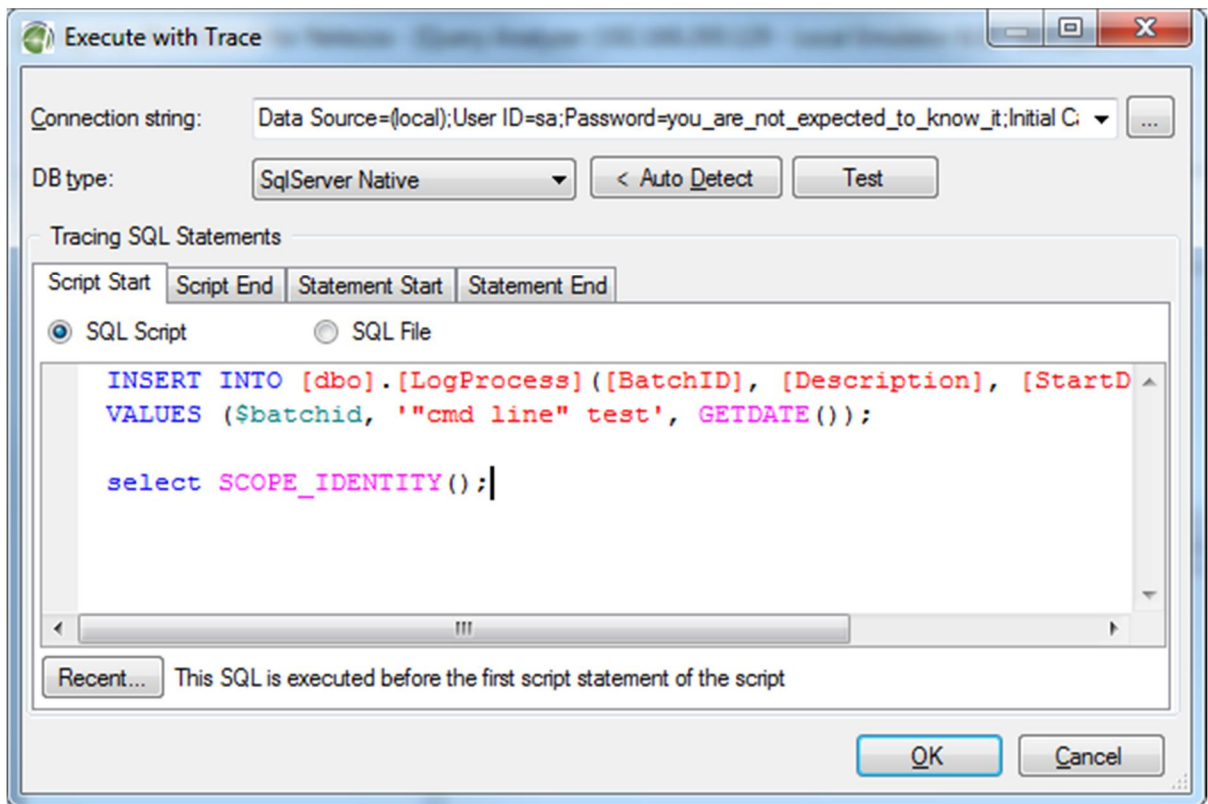 Execute with Trace
Connection string: Data Source=(local);User ID=sa;Password=you_are_not_expected_to_know_it;Initial Ca ...
DB type: SqlServer Native < Auto Detect Test
Tracing SQL Statements
Script Start Script End Statement Start Statement End
SQL Script SQL File
INSERT INTO [dbo].[LogProcess]([BatchID], [Description], [StartD
VALUES ($batchid, '"cmd line" test', GETDATE());
select SCOPE_IDENTITY();
Recent... This SQL is executed before the first script statement of the script
OK Cancel